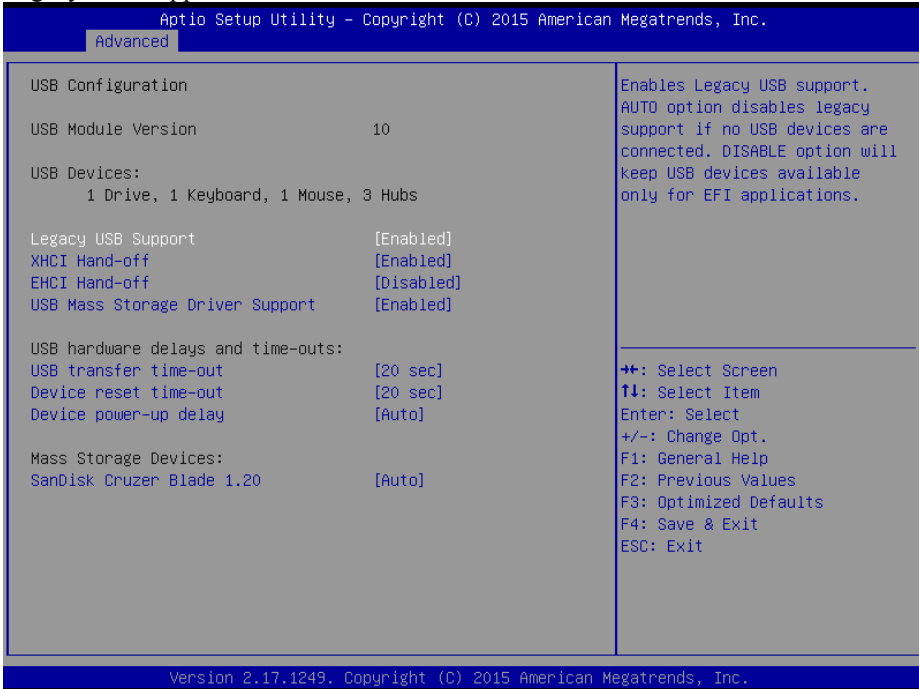 Aptio Setup Utility – Copyright (C) 2015 American Megatrends, Inc.
Advanced
USB Configuration
USB Module Version 10
USB Devices:
1 Drive, 1 Keyboard, 1 Mouse, 3 Hubs
Legacy USB Support [Enabled]
XHCI Hand-off [Enabled]
EHCI Hand-off [Disabled]
USB Mass Storage Driver Support [Enabled]
USB hardware delays and time-outs:
USB transfer time-out [20 sec]
Device reset time-out [20 sec]
Device power-up delay [Auto]
Mass Storage Devices:
SanDisk Cruzer Blade 1.20 [Auto]
Enables Legacy USB support.
AUTO option disables legacy
support if no USB devices are
connected. DISABLE option will
keep USB devices available
only for EFI applications.
→←: Select Screen
↑↓: Select Item
Enter: Select
+/-: Change Opt.
F1: General Help
F2: Previous Values
F3: Optimized Defaults
F4: Save & Exit
ESC: Exit
Version 2.17.1249. Copyright (C) 2015 American Megatrends, Inc.